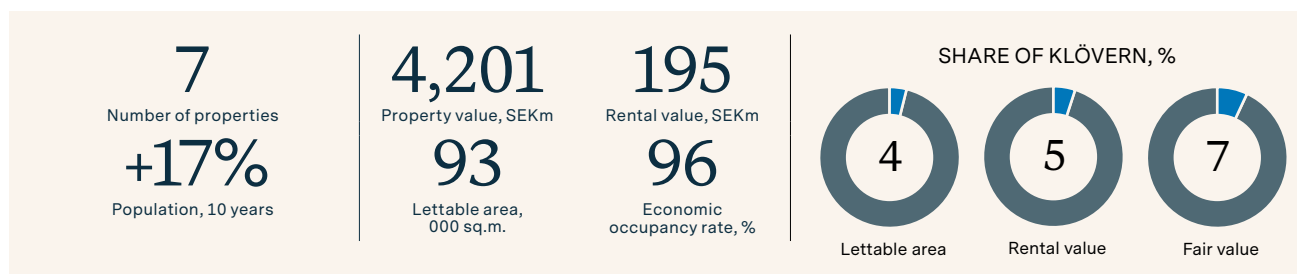 7
Number of properties
+17%
Population, 10 years
4,201
Property value, SEKm
93
Lettable area,
000 sq.m.
195
Rental value, SEKm
96
Economic
occupancy rate, %
SHARE OF KLÖVERN, %
4
Lettable area
5
Rental value
7
Fair value